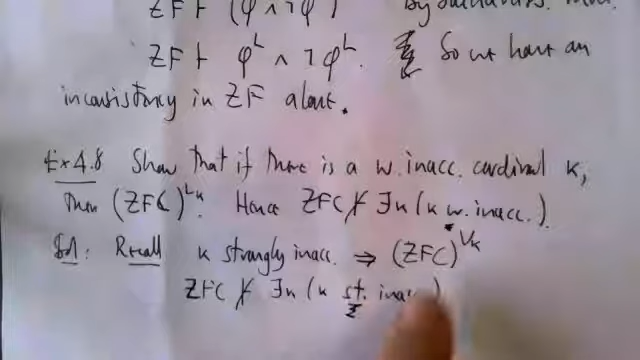 ZF ⊢ (φ ∧ ¬φ)
ZF ⊢ φ^L ∧ ¬φ^L. So we have an
inconsistency in ZF alone.
Ex 4.8 Show that if there is a w. inacc. cardinal κ,
then (ZFC)^{L_κ}. Hence ZFC ⊬ ∃κ(κ w. inacc.)
Sol: Recall κ strongly inacc. ⇒ (ZFC)^{V_κ}
ZFC ⊬ ∃κ(κ st. inacc)